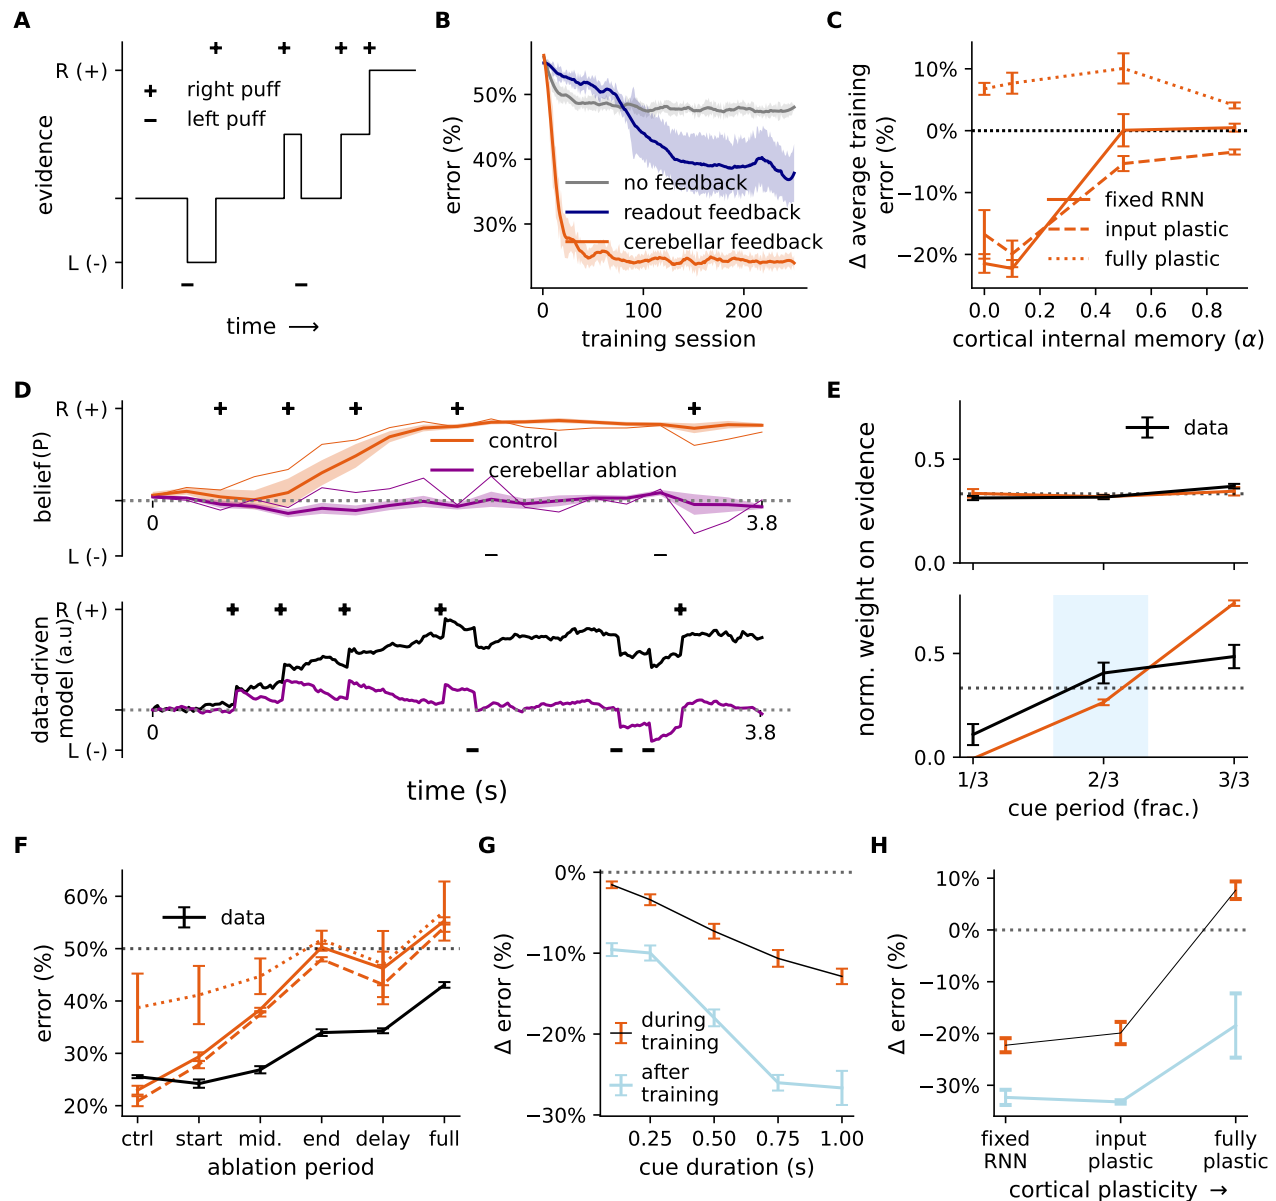 A
R (+)
L (-)
evidence
+ right puff
− left puff
time ⟶
B
50%
40%
30%
error (%)
no feedback
readout feedback
cerebellar feedback
0
100
200
training session
C
10%
0%
−10%
−20%
Δ average training
error (%)
fixed RNN
input plastic
fully plastic
0.0
0.2
0.4
0.6
0.8
cortical internal memory (α)
D
R (+)
L (-)
belief (P)
control
cerebellar ablation
0
3.8
R (+)
L (-)
data-driven
model (a.u)
0
3.8
time (s)
E
norm. weight on evidence
data
0.5
0.0
0.5
0.0
1/3
2/3
3/3
cue period (frac.)
F
60%
50%
40%
30%
20%
error (%)
data
ctrl
start
mid.
end
delay
full
ablation period
G
0%
−10%
−20%
−30%
Δ error (%)
during
training
after
training
0.25
0.50
0.75
1.00
cue duration (s)
H
10%
0%
−10%
−20%
−30%
Δ error (%)
fixed
RNN
input
plastic
fully
plastic
cortical plasticity →